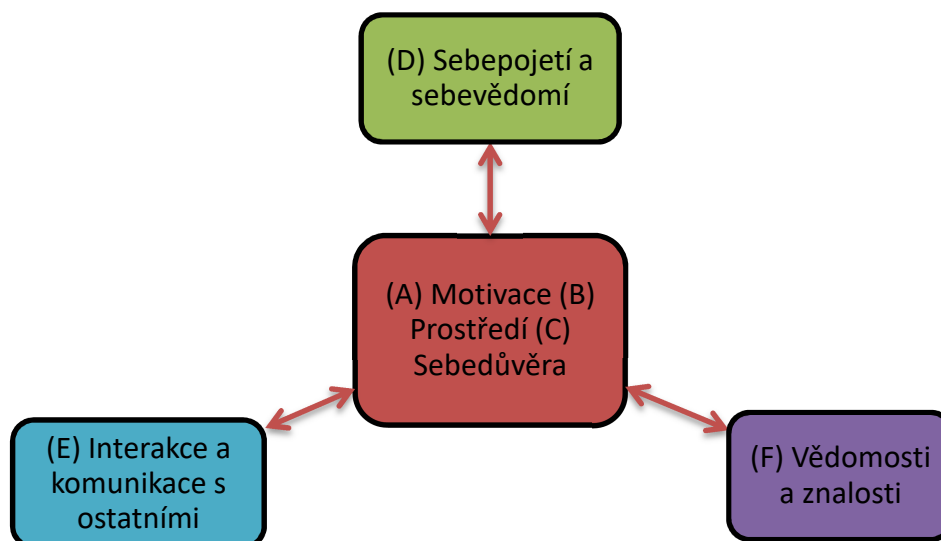 (D) Sebepojetí a
sebevědomí
(A) Motivace (B)
Prostředí (C)
Sebedůvěra
(E) Interakce a
komunikace s
ostatními
(F) Vědomosti
a znalosti